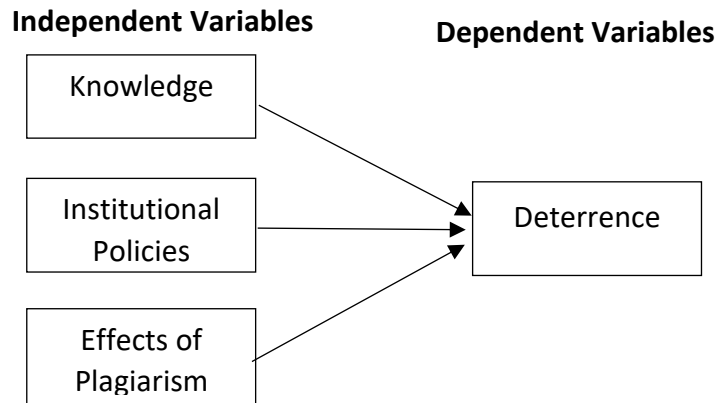 Independent Variables
Dependent Variables
Knowledge
Institutional
Policies
Deterrence
Effects of
Plagiarism